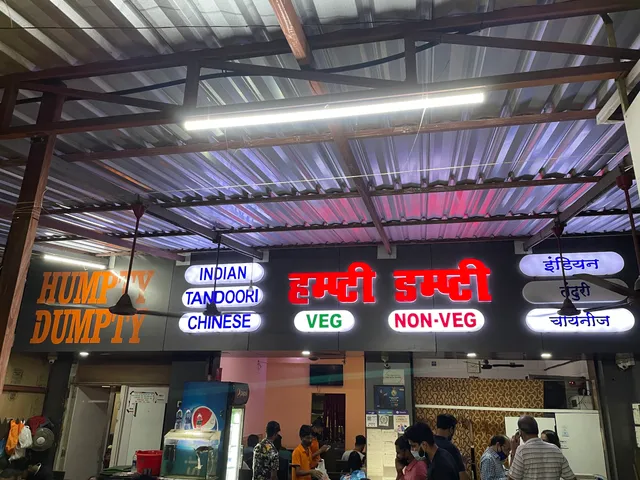 HUMPTY
DUMPTY
INDIAN
TANDOORI
CHINESE
हम्प्टी डम्प्टी
VEG
NON-VEG
इंडियन
तंदुरी
चायनीज